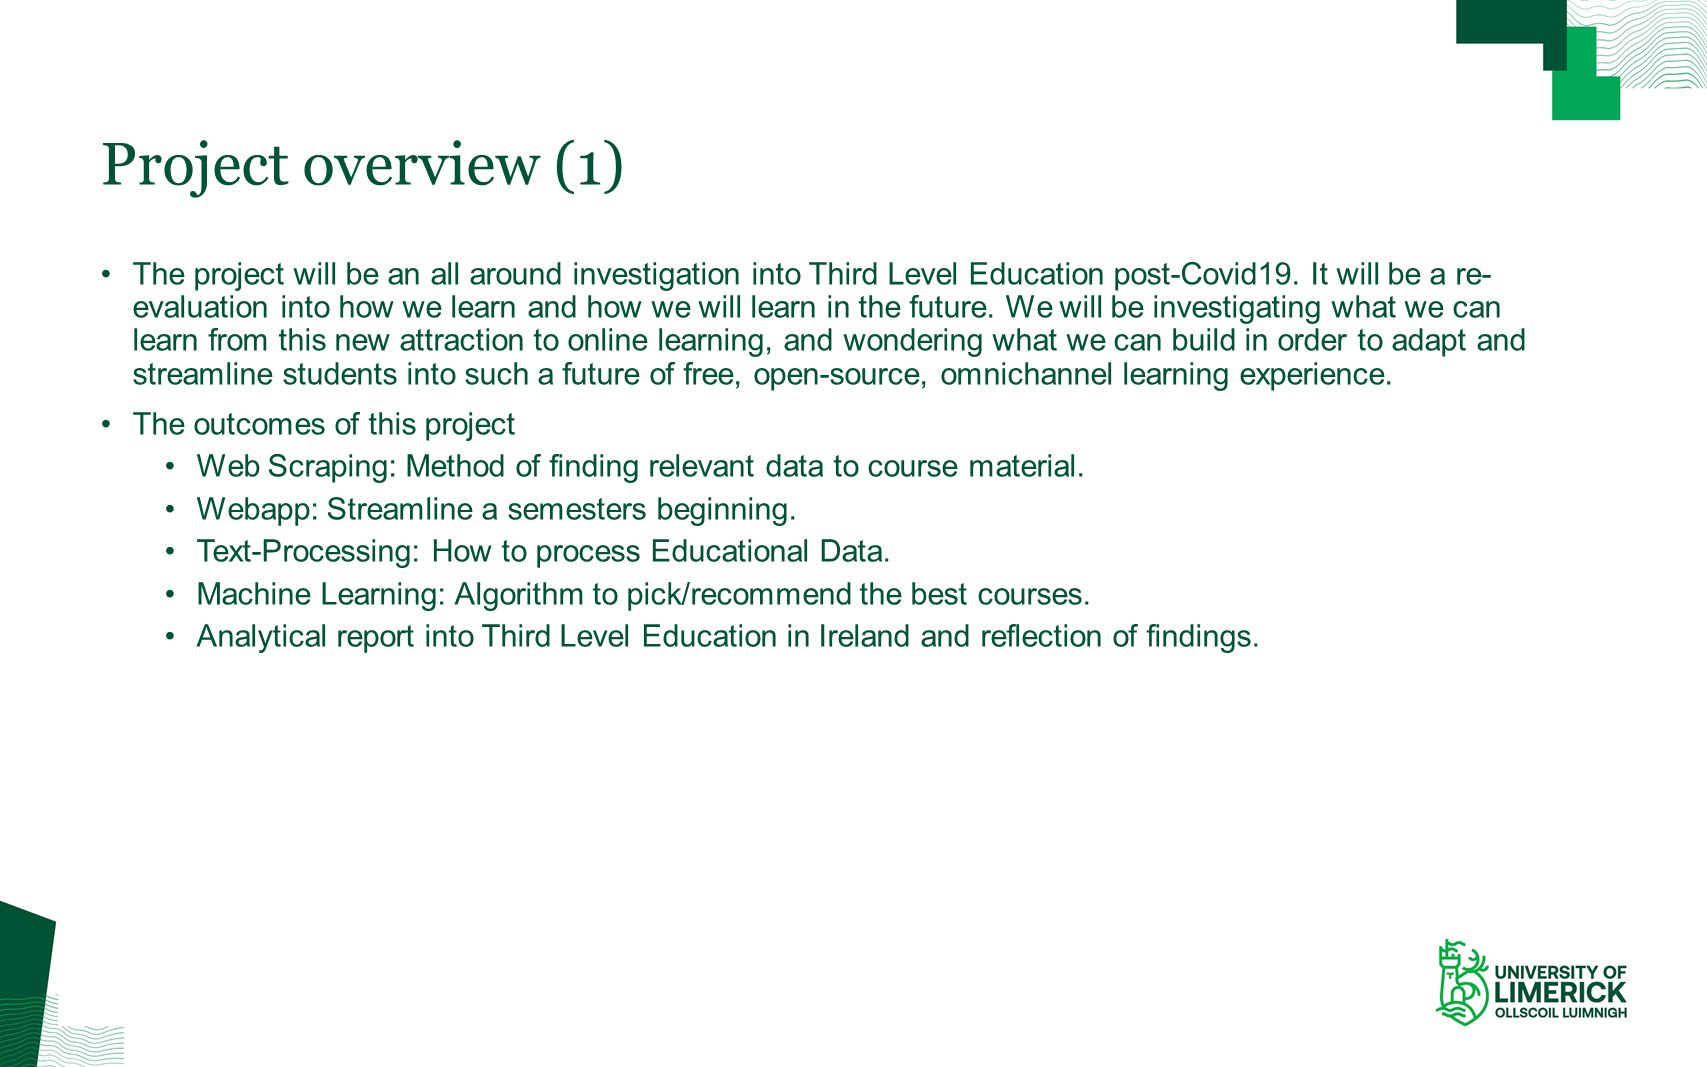 Project overview (1)
• The project will be an all around investigation into Third Level Education post-Covid19. It will be a re-
evaluation into how we learn and how we will learn in the future. We will be investigating what we can
learn from this new attraction to online learning, and wondering what we can build in order to adapt and
streamline students into such a future of free, open-source, omnichannel learning experience.
• The outcomes of this project
• Web Scraping: Method of finding relevant data to course material.
• Webapp: Streamline a semesters beginning.
• Text-Processing: How to process Educational Data.
• Machine Learning: Algorithm to pick/recommend the best courses.
• Analytical report into Third Level Education in Ireland and reflection of findings.
UNIVERSITY OF
LIMERICK
OLLSCOIL LUIMNIGH